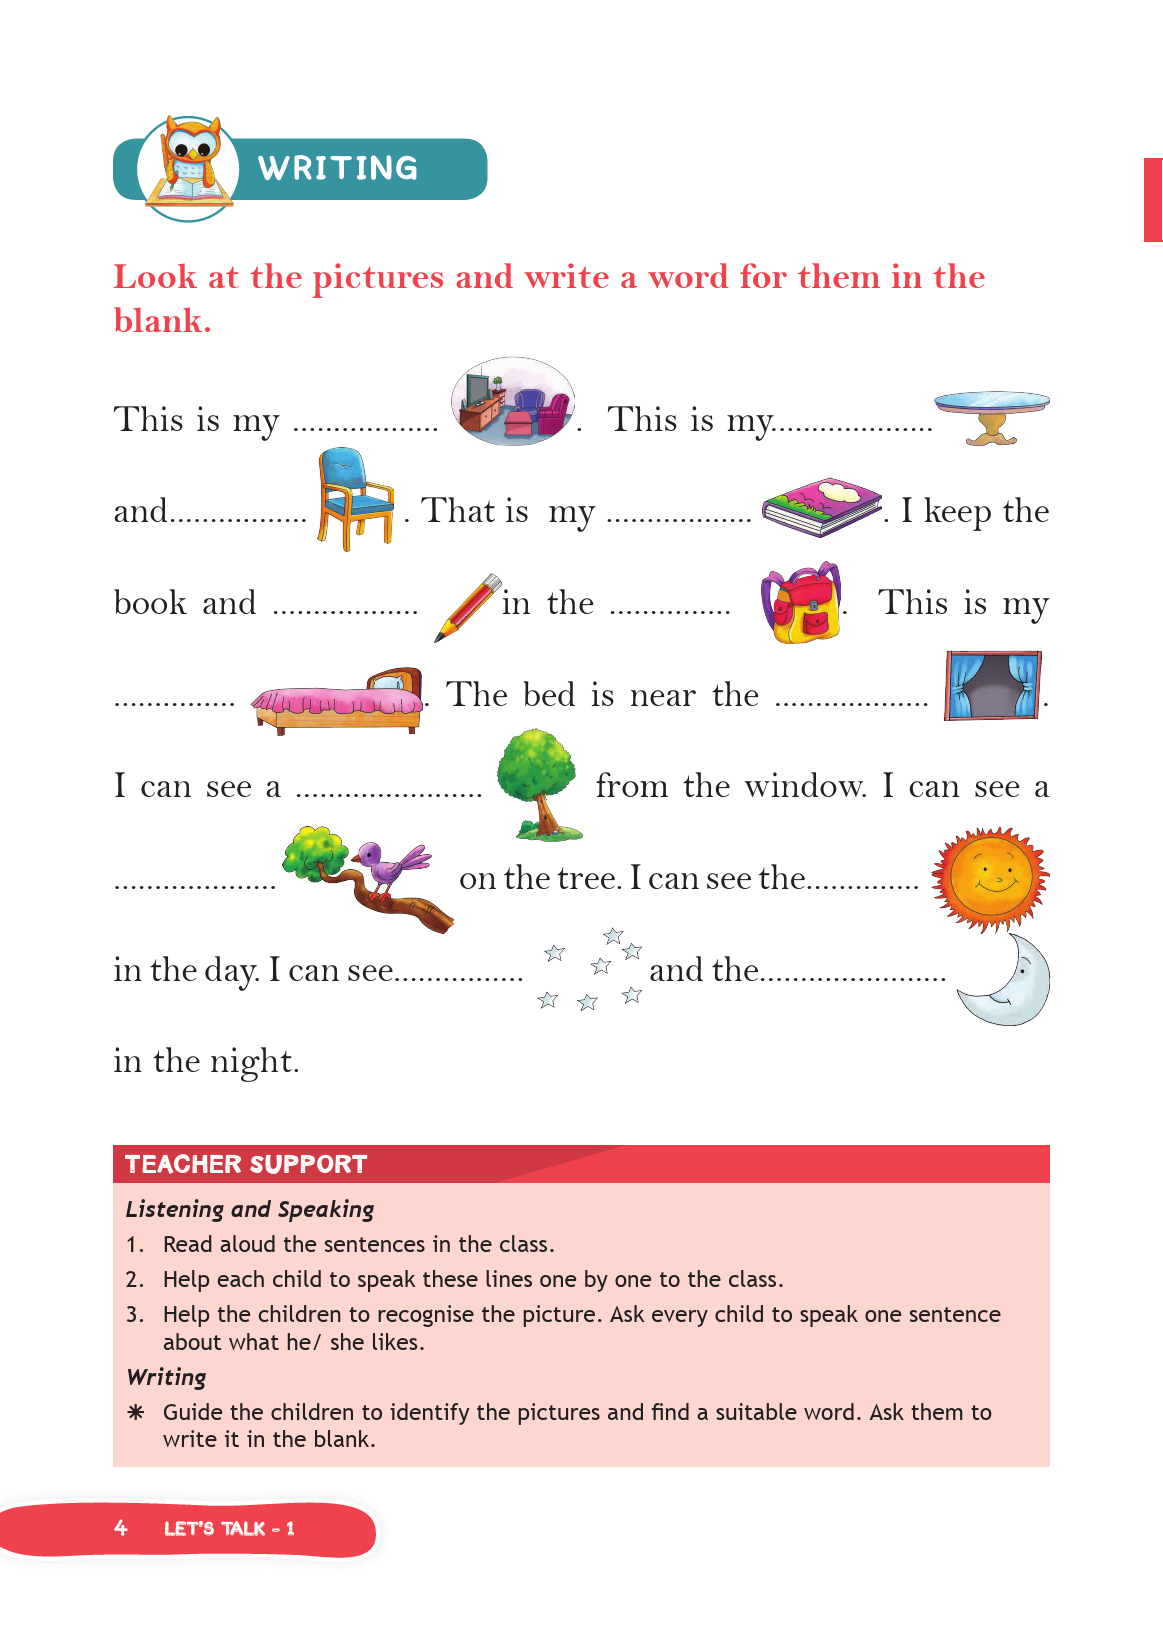 WRITING
Look at the pictures and write a word for them in the
blank.
This is my .................. . This is my....................
and................. . That is my .................. . I keep the
book and .................. in the ............... . This is my
............... . The bed is near the ................... .
I can see a ....................... from the window. I can see a
.................... on the tree. I can see the..............
in the day. I can see................ and the.......................
in the night.
TEACHER SUPPORT
Listening and Speaking
1. Read aloud the sentences in the class.
2. Help each child to speak these lines one by one to the class.
3. Help the children to recognise the picture. Ask every child to speak one sentence
about what he/ she likes.
Writing
* Guide the children to identify the pictures and find a suitable word. Ask them to
write it in the blank.
4 LET'S TALK - 1